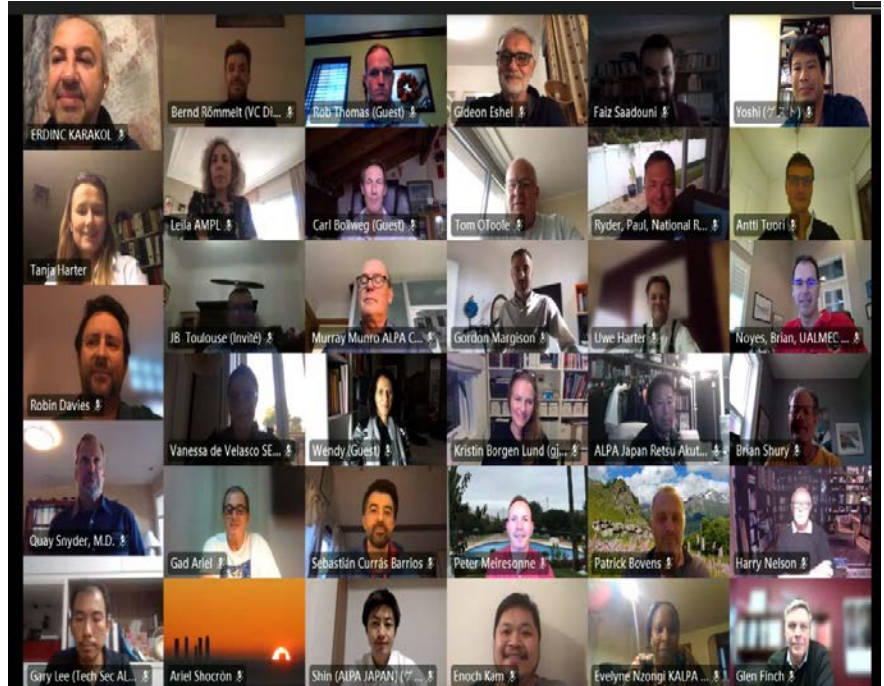 ERDINC KARAKOL
Bernd Römmelt (VC Di...
Rob Thomas (Guest)
Gideon Eshel
Faiz Saadouni
Yoshi (ゲスト)
Tanja Harter
Leila AMPL
Carl Bollweg (Guest)
Tom OToole
Ryder, Paul, National R...
Antti Tuori
Robin Davies
JB Toulouse (Invité)
Murray Munro ALPA C...
Gordon Margison
Uwe Harter
Noyes, Brian, UALMEC ...
Vanessa de Velasco SE...
Wendy (Guest)
Kristin Borgen Lund (gj...
ALPA Japan Retsu Akut...
Brian Shury
Quay Snyder, M.D.
Gad Ariel
Sebastián Currás Barrios
Peter Meiresonne
Patrick Bovens
Harry Nelson
Gary Lee (Tech Sec AL...
Ariel Shocròn
Shin (ALPA JAPAN) (ゲ...
Enoch Kam
Evelyne Nzongi KALPA ...
Glen Finch